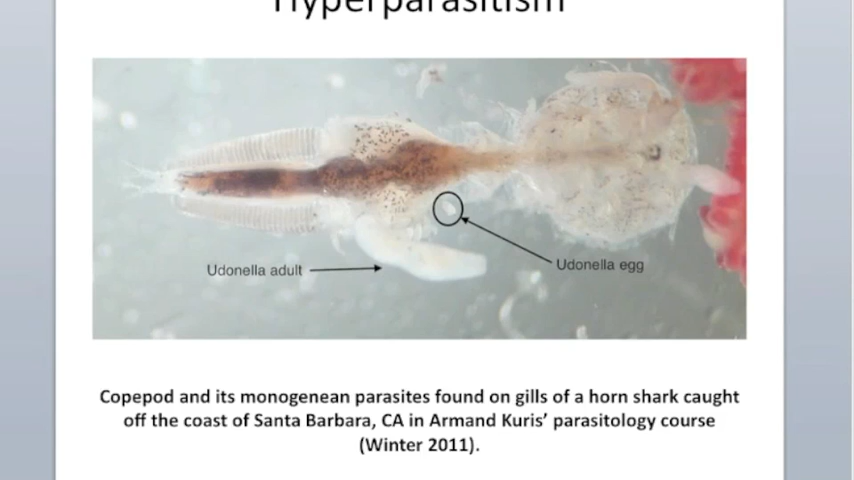 Hyperparasitism
Udonella adult
Udonella egg
Copepod and its monogenean parasites found on gills of a horn shark caught
off the coast of Santa Barbara, CA in Armand Kuris’ parasitology course
(Winter 2011).